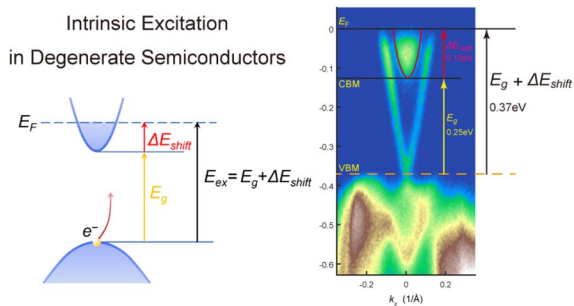 Intrinsic Excitation
in Degenerate Semiconductors
E_F
ΔE_shift
E_g
E_ex = E_g + ΔE_shift
e⁻
E_F
0
ΔE_shift
0.12eV
-0.1
CBM
E_g
0.25eV
E_g + ΔE_shift
0.37eV
-0.2
-0.3
VBM
-0.4
-0.5
-0.6
-0.2
0
0.2
k_x (1/Å)